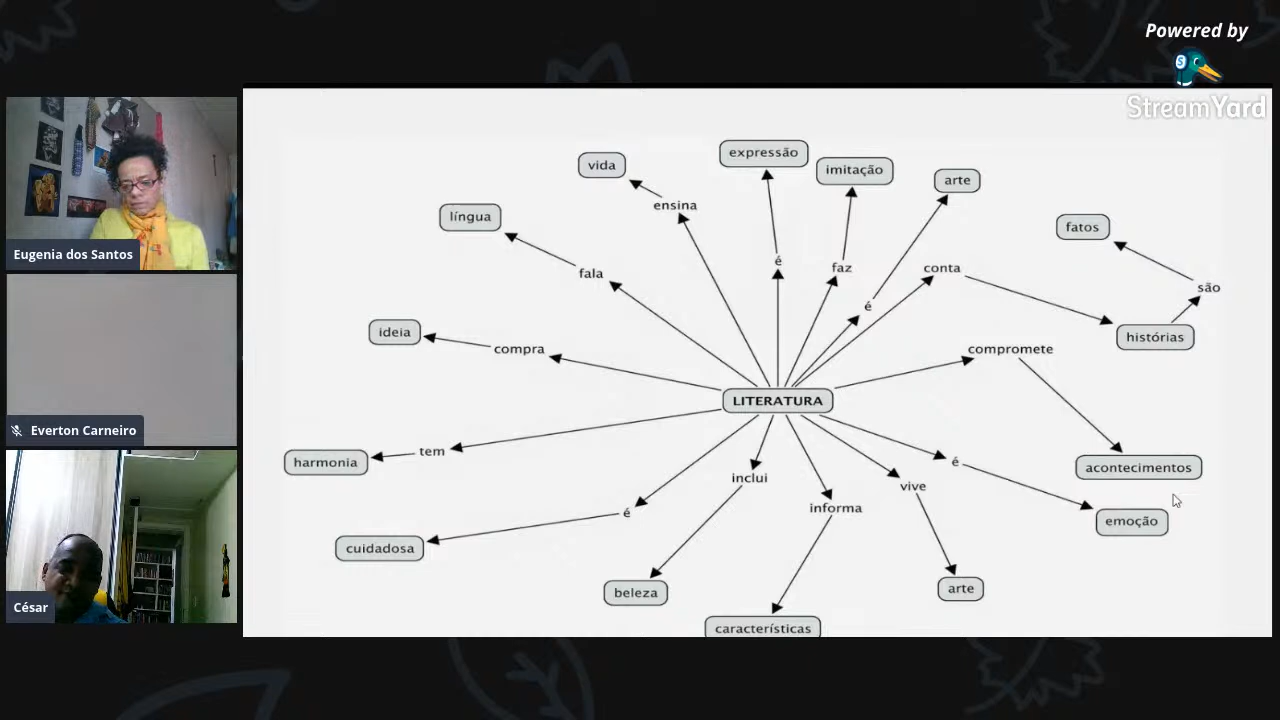 Powered by
StreamYard
Eugenia dos Santos
Everton Carneiro
César
expressão
vida
imitação
arte
ensina
língua
fatos
é
faz
conta
fala
são
é
ideia
histórias
compra
compromete
LITERATURA
tem
harmonia
é
acontecimentos
inclui
vive
informa
é
emoção
cuidadosa
arte
beleza
características